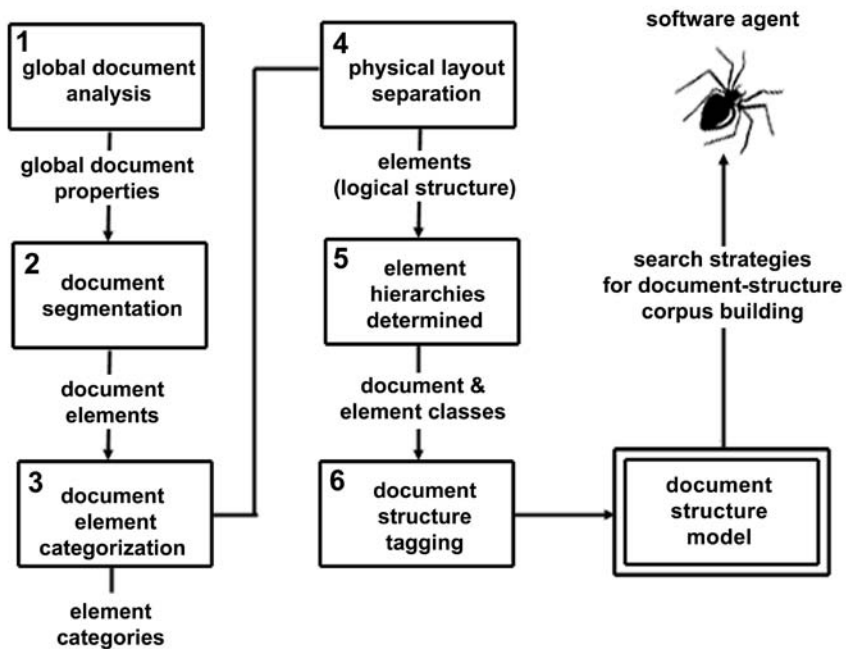 1
global document
analysis
global document
properties
2
document
segmentation
document
elements
3
document
element
categorization
element
categories
4
physical layout
separation
elements
(logical structure)
5
element
hierarchies
determined
document &
element classes
6
document
structure
tagging
document
structure
model
search strategies
for document-structure
corpus building
software agent